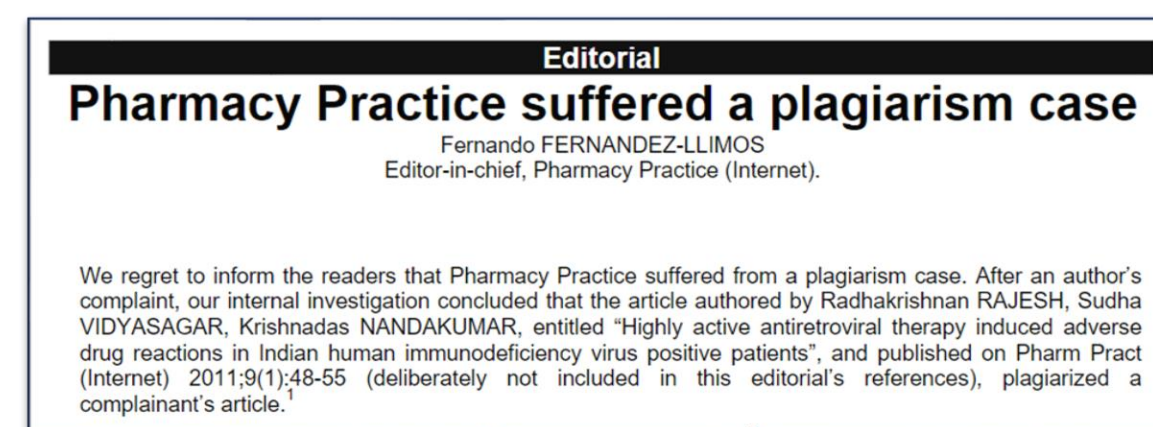 Editorial
Pharmacy Practice suffered a plagiarism case
Fernando FERNANDEZ-LLIMOS
Editor-in-chief, Pharmacy Practice (Internet).
We regret to inform the readers that Pharmacy Practice suffered from a plagiarism case. After an author's
complaint, our internal investigation concluded that the article authored by Radhakrishnan RAJESH, Sudha
VIDYASAGAR, Krishnadas NANDAKUMAR, entitled “Highly active antiretroviral therapy induced adverse
drug reactions in Indian human immunodeficiency virus positive patients”, and published on Pharm Pract
(Internet) 2011;9(1):48-55 (deliberately not included in this editorial's references), plagiarized a
complainant's article.1